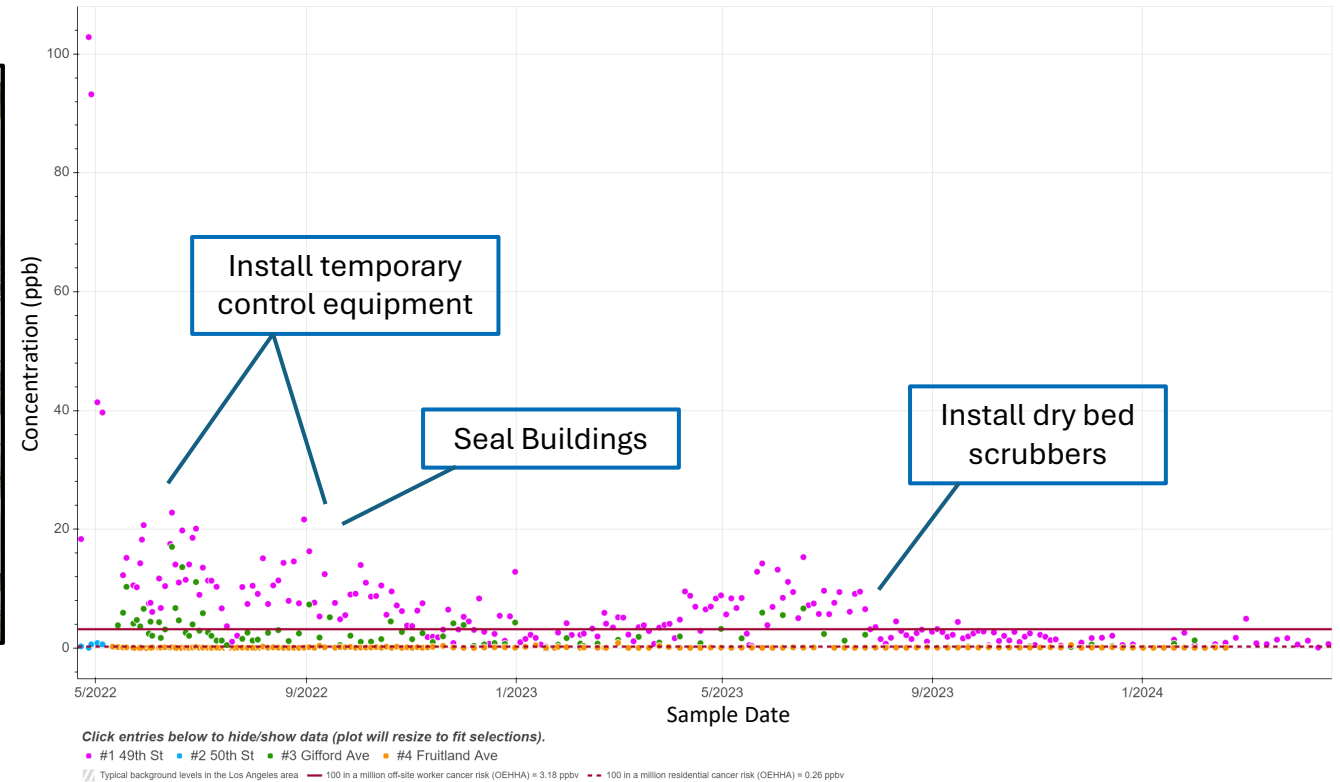 100
80
60
40
20
0
Concentration (ppb)
Install temporary
control equipment
Seal Buildings
Install dry bed
scrubbers
5/2022
9/2022
1/2023
5/2023
9/2023
1/2024
Sample Date
Click entries below to hide/show data (plot will resize to fit selections).
#1 49th St #2 50th St #3 Gifford Ave #4 Fruitland Ave
Typical background levels in the Los Angeles area 100 in a million off-site worker cancer risk (OEHHA) = 3.18 ppbv 100 in a million residential cancer risk (OEHHA) = 0.26 ppbv